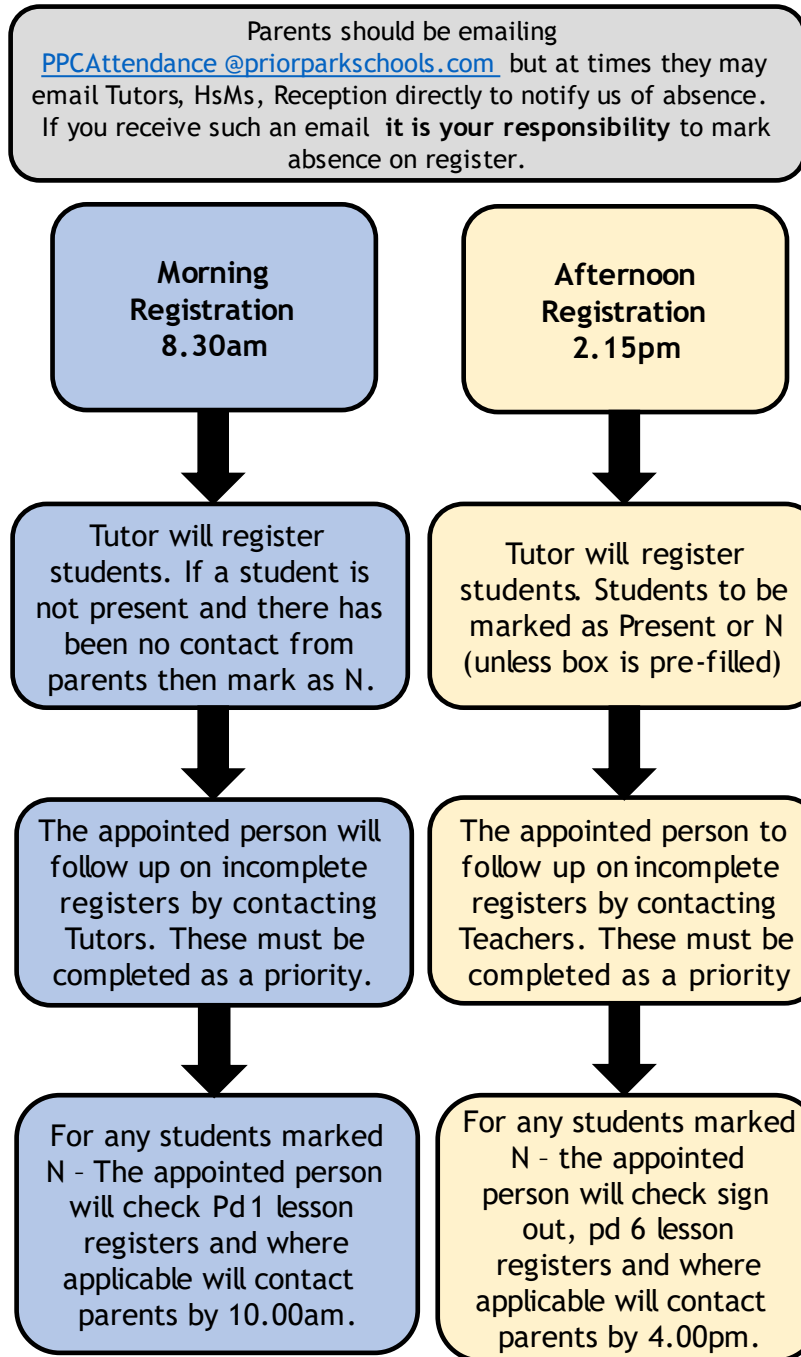 Parents should be emailing
PPCAttendance @priorparkschools.com but at times they may
email Tutors, HsMs, Reception directly to notify us of absence.
If you receive such an email it is your responsibility to mark
absence on register.
Morning
Registration
8.30am
Tutor will register
students. If a student is
not present and there has
been no contact from
parents then mark as N.
The appointed person will
follow up on incomplete
registers by contacting
Tutors. These must be
completed as a priority.
For any students marked
N – The appointed person
will check Pd 1 lesson
registers and where
applicable will contact
parents by 10.00am.
Afternoon
Registration
2.15pm
Tutor will register
students. Students to be
marked as Present or N
(unless box is pre-filled)
The appointed person to
follow up on incomplete
registers by contacting
Teachers. These must be
completed as a priority
For any students marked
N – the appointed
person will check sign
out, pd 6 lesson
registers and where
applicable will contact
parents by 4.00pm.